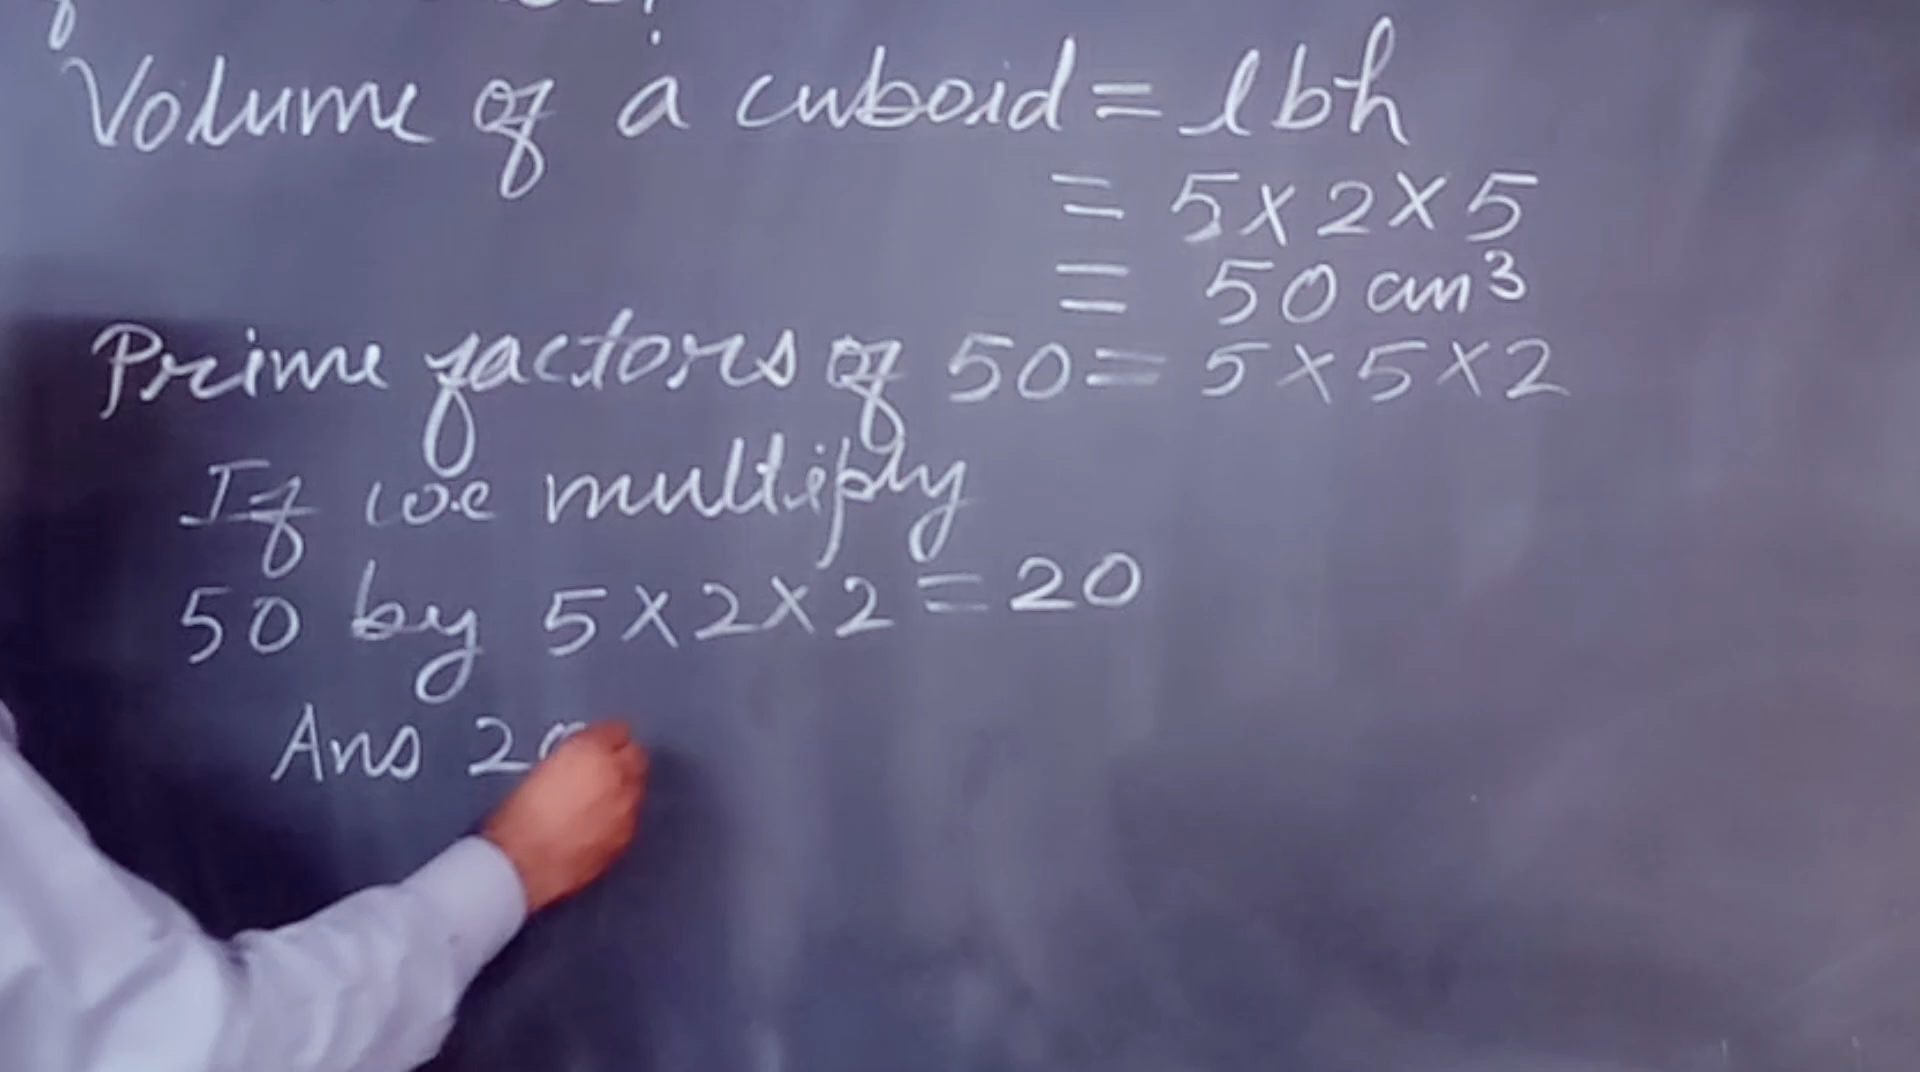 Volume of a cuboid = lbh
= 5×2×5
= 50 cm³
Prime factors of 50 = 5×5×2
If we multiply
50 by 5×2×2 = 20
Ans 20